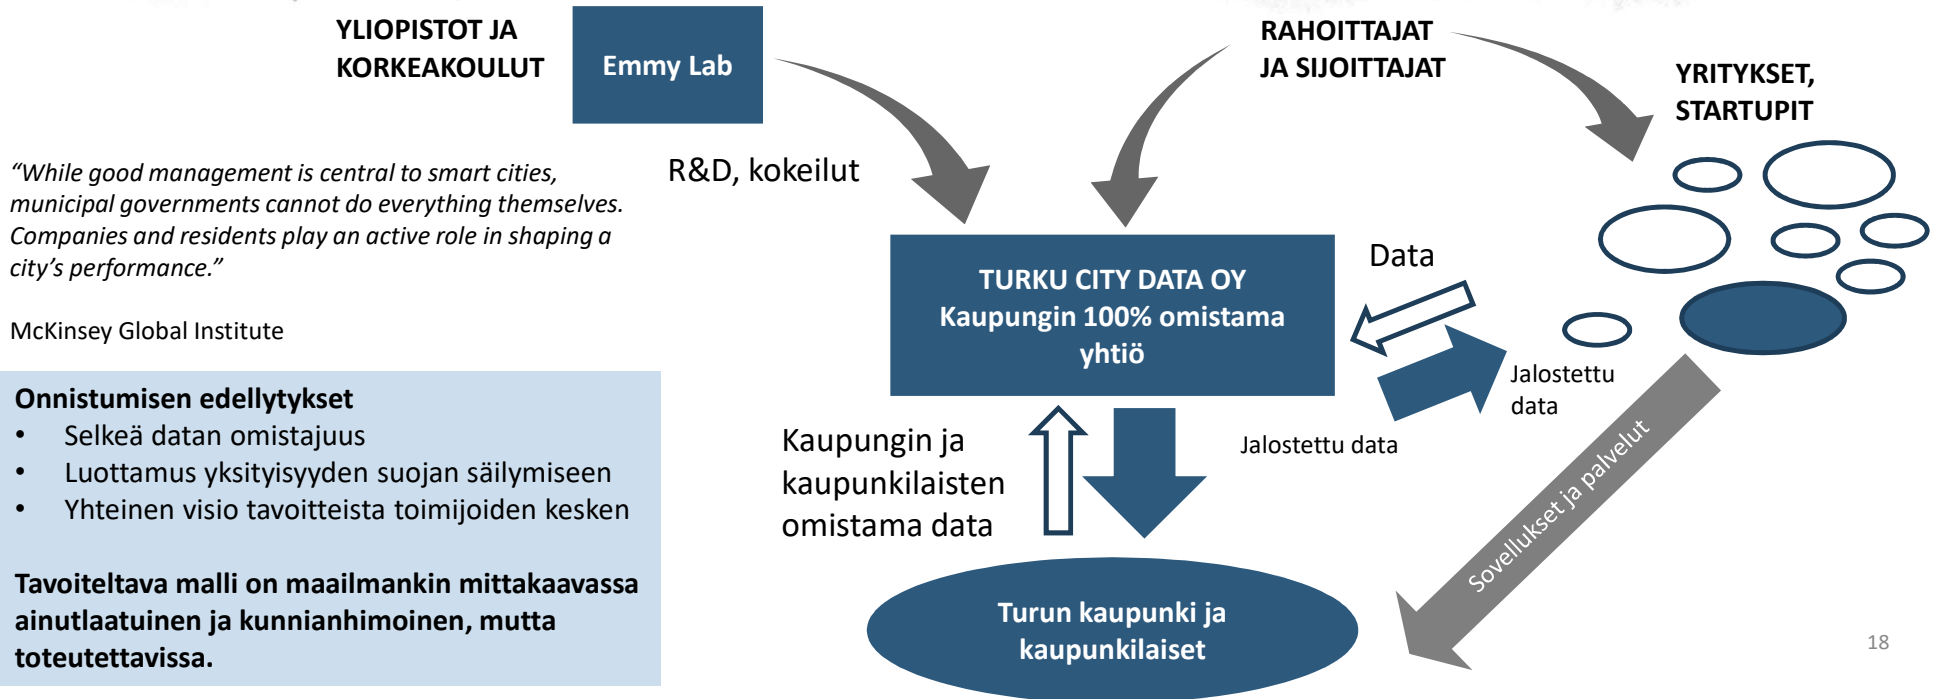 YLIOPISTOT JA
KORKEAKOULUT
Emmy Lab
RAHOITTAJAT
JA SIJOITTAJAT
YRITYKSET,
STARTUPIT
R&D, kokeilut
“While good management is central to smart cities,
municipal governments cannot do everything themselves.
Companies and residents play an active role in shaping a
city’s performance.”
McKinsey Global Institute
TURKU CITY DATA OY
Kaupungin 100% omistama
yhtiö
Data
Jalostettu
data
Jalostettu data
Onnistumisen edellytykset
• Selkeä datan omistajuus
• Luottamus yksityisyyden suojan säilymiseen
• Yhteinen visio tavoitteista toimijoiden kesken
Tavoiteltava malli on maailmankin mittakaavassa
ainutlaatuinen ja kunnianhimoinen, mutta
toteutettavissa.
Kaupungin ja
kaupunkilaisten
omistama data
Sovellukset ja palvelut
Turun kaupunki ja
kaupunkilaiset
18